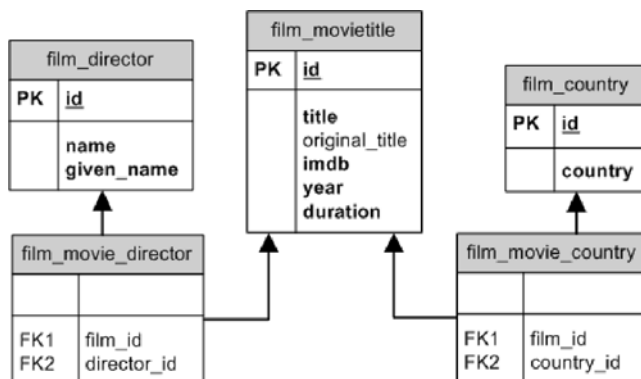 film_director
PK id
name
given_name
film_movietitle
PK id
title
original_title
imdb
year
duration
film_country
PK id
country
film_movie_director
FK1 film_id
FK2 director_id
film_movie_country
FK1 film_id
FK2 country_id